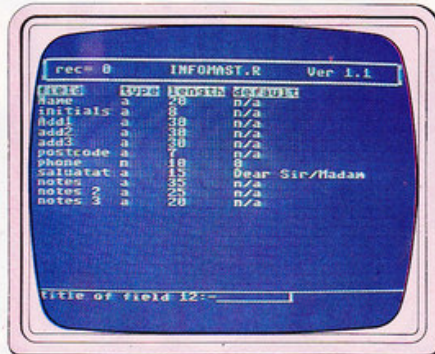 rec= 0 INFOMAST.R Ver 1.1
field type length default
Name a 20 n/a
initials a 8 n/a
Add1 a 30 n/a
add2 a 30 n/a
add3 a 30 n/a
postcode a 7 n/a
phone n 10 0
salutat a 15 Dear Sir/Madam
notes a 35 n/a
notes 2 a 25 n/a
notes 3 a 20 n/a
title of field 12:-